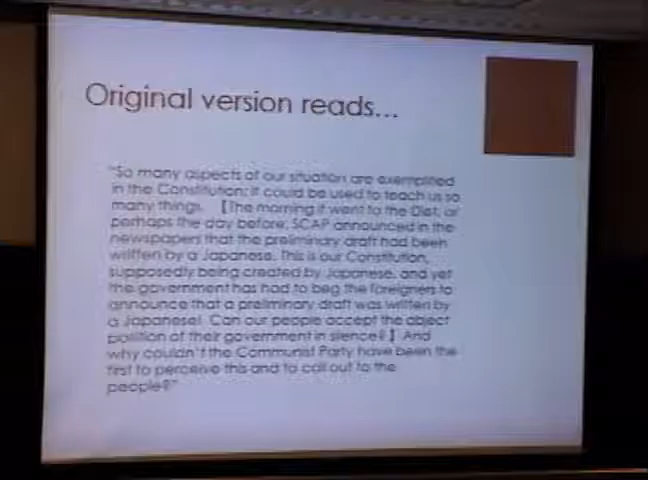 Original version reads...
"So many aspects of our situation are exemplified
in the Constitution; it could be used to teach us so
many things. 【The morning it went to the Diet, or
perhaps the day before, SCAP announced in the
newspapers that the preliminary draft had been
written by a Japanese. This is our Constitution,
supposedly being created by Japanese, and yet
the government has had to beg the foreigners to
announce that a preliminary draft was written by
a Japanese! Can our people accept the abject
position of their government in silence?】 And
why couldn't the Communist Party have been the
first to perceive this and to call out to the
people?"